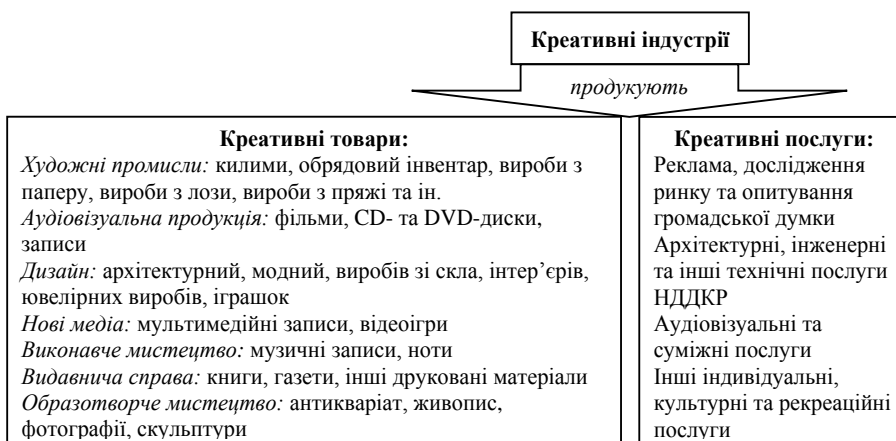 Креативні індустрії
продукують
Креативні товари:
Художні промисли: килими, обрядовий інвентар, вироби з
паперу, вироби з лози, вироби з пряжі та ін.
Аудіовізуальна продукція: фільми, CD- та DVD-диски,
записи
Дизайн: архітектурний, модний, виробів зі скла, інтер’єрів,
ювелірних виробів, іграшок
Нові медіа: мультимедійні записи, відеоігри
Виконавче мистецтво: музичні записи, ноти
Видавнича справа: книги, газети, інші друковані матеріали
Образотворче мистецтво: антикваріат, живопис,
фотографії, скульптури
Креативні послуги:
Реклама, дослідження
ринку та опитування
громадської думки
Архітектурні, інженерні
та інші технічні послуги
НДДКР
Аудіовізуальні та
суміжні послуги
Інші індивідуальні,
культурні та рекреаційні
послуги